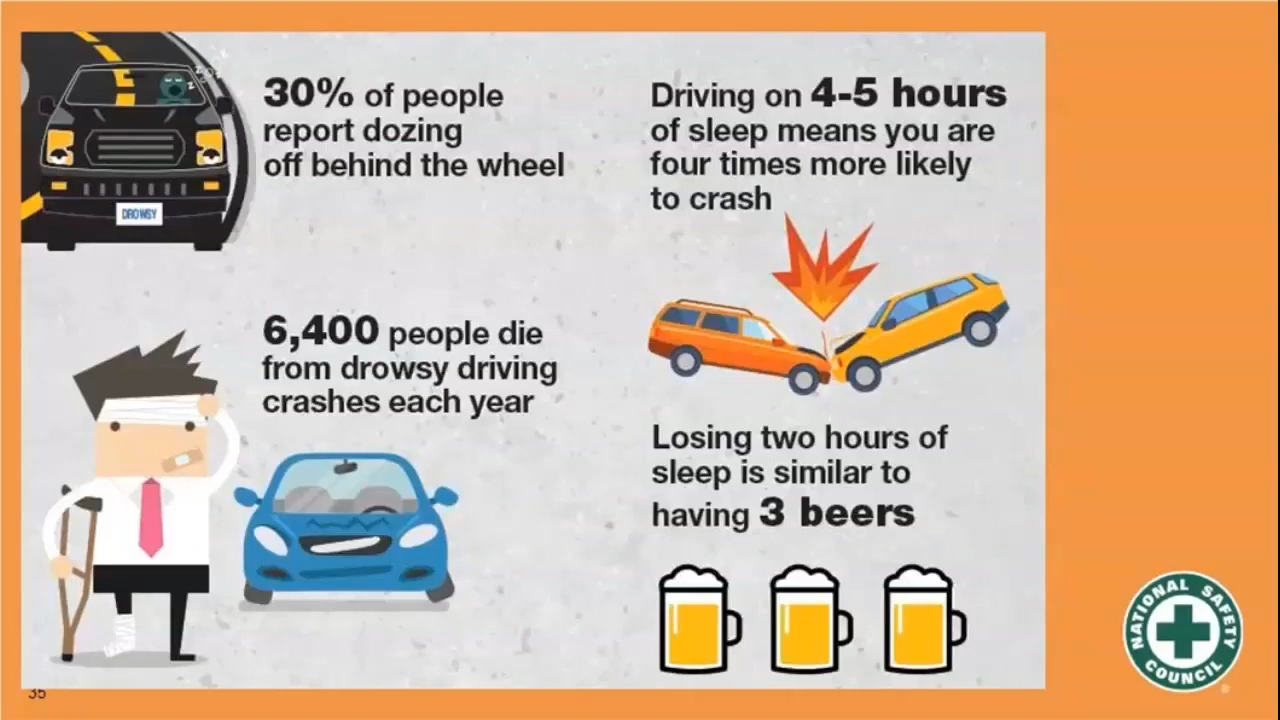 30% of people
report dozing
off behind the wheel
DROWSY
6,400 people die
from drowsy driving
crashes each year
Driving on 4-5 hours
of sleep means you are
four times more likely
to crash
Losing two hours of
sleep is similar to
having 3 beers
NATIONAL SAFETY
COUNCIL
®
35